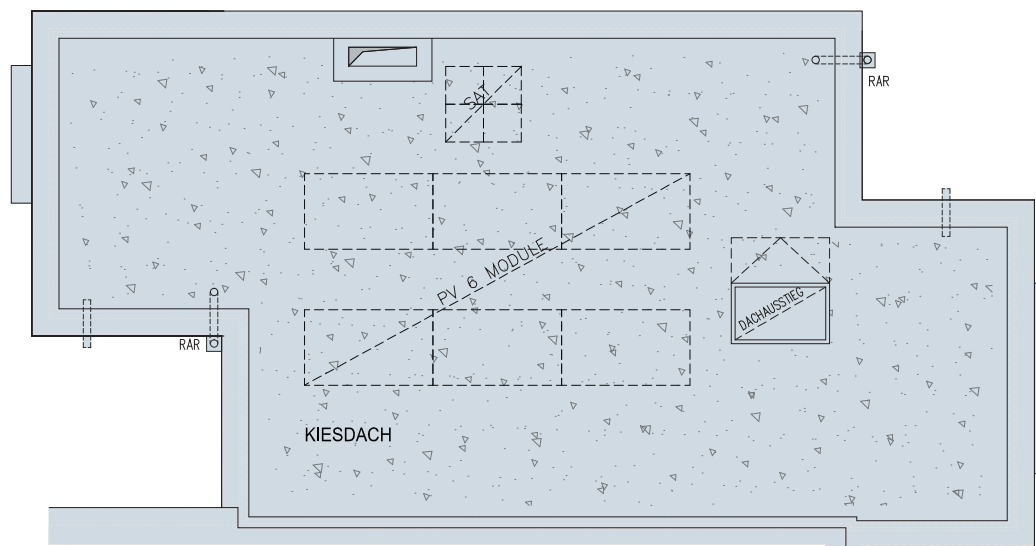 RAR
SAT
PV 6 MODULE
DACHAUSSTIEG
RAR
KIESDACH